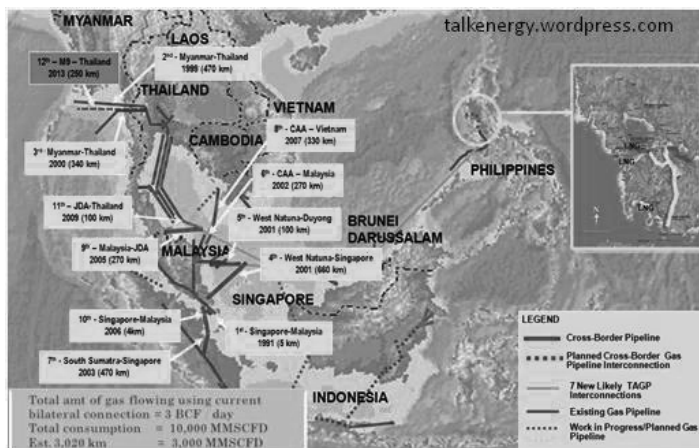 talkenergy.wordpress.com
MYANMAR
LAOS
12th – M9 – Thailand
2013 (250 km)
2nd - Myanmar-Thailand
1999 (470 km)
THAILAND
VIETNAM
CAMBODIA
8th - CAA – Vietnam
2007 (330 km)
3rd Myanmar-Thailand
2000 (340 km)
6th - CAA – Malaysia
2002 (270 km)
PHILIPPINES
11th – JDA-Thailand
2009 (100 km)
5th - West Natuna-Duyong
2001 (100 km)
BRUNEI
DARUSSALAM
9th – Malaysia-JDA
2005 (270 km)
MALAYSIA
4th - West Natuna-Singapore
2001 (660 km)
SINGAPORE
10th - Singapore-Malaysia
2006 (4km)
1st - Singapore-Malaysia
1991 (5 km)
7th - South Sumatra-Singapore
2003 (470 km)
INDONESIA
LNG
LNG
LNG
LEGEND
Cross-Border Pipeline
Planned Cross-Border Gas
Pipeline Interconnection
7 New Likely TAGP
Interconnections
Existing Gas Pipeline
Work in Progress/Planned Gas
Pipeline
Total amt of gas flowing using current
bilateral connection = 3 BCF / day
Total consumption = 10,000 MMSCFD
Est. 3,020 km = 3,000 MMSCFD